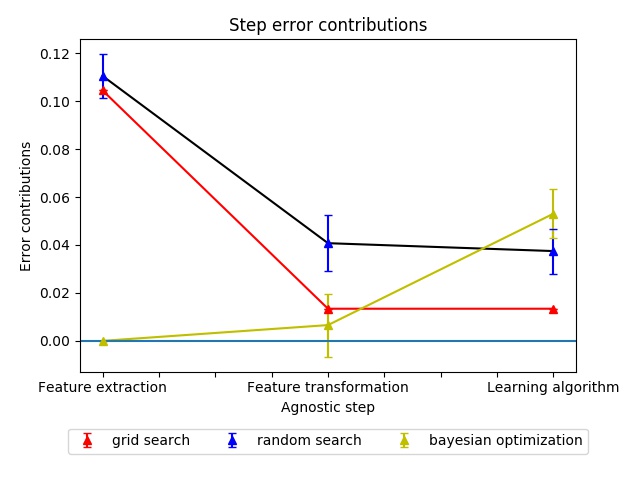 Step error contributions
0.12
0.10
0.08
0.06
0.04
0.02
0.00
Error contributions
Feature extraction Feature transformation Learning algorithm
Agnostic step
grid search random search bayesian optimization